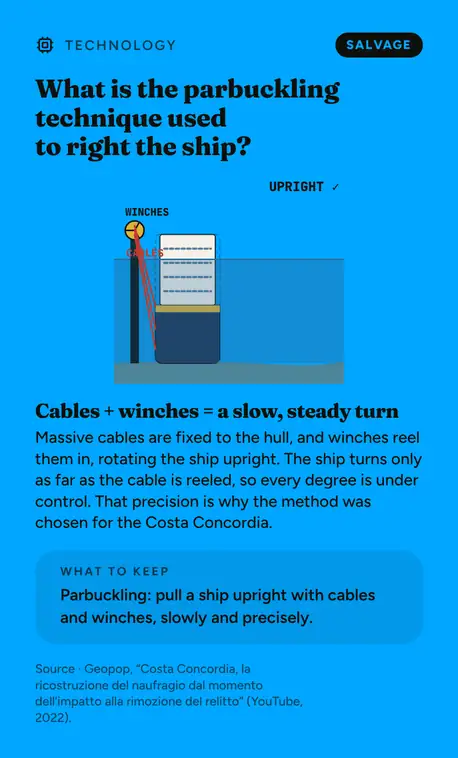 TECHNOLOGY
SALVAGE
What is the parbuckling
technique used
to right the ship?
UPRIGHT ✓
WINCHES
CABLES
Cables + winches = a slow, steady turn
Massive cables are fixed to the hull, and winches reel
them in, rotating the ship upright. The ship turns only
as far as the cable is reeled, so every degree is under
control. That precision is why the method was
chosen for the Costa Concordia.
WHAT TO KEEP
Parbuckling: pull a ship upright with cables
and winches, slowly and precisely.
Source · Geopop, “Costa Concordia, la
ricostruzione del naufragio dal momento
dell'impatto alla rimozione del relitto” (YouTube,
2022).